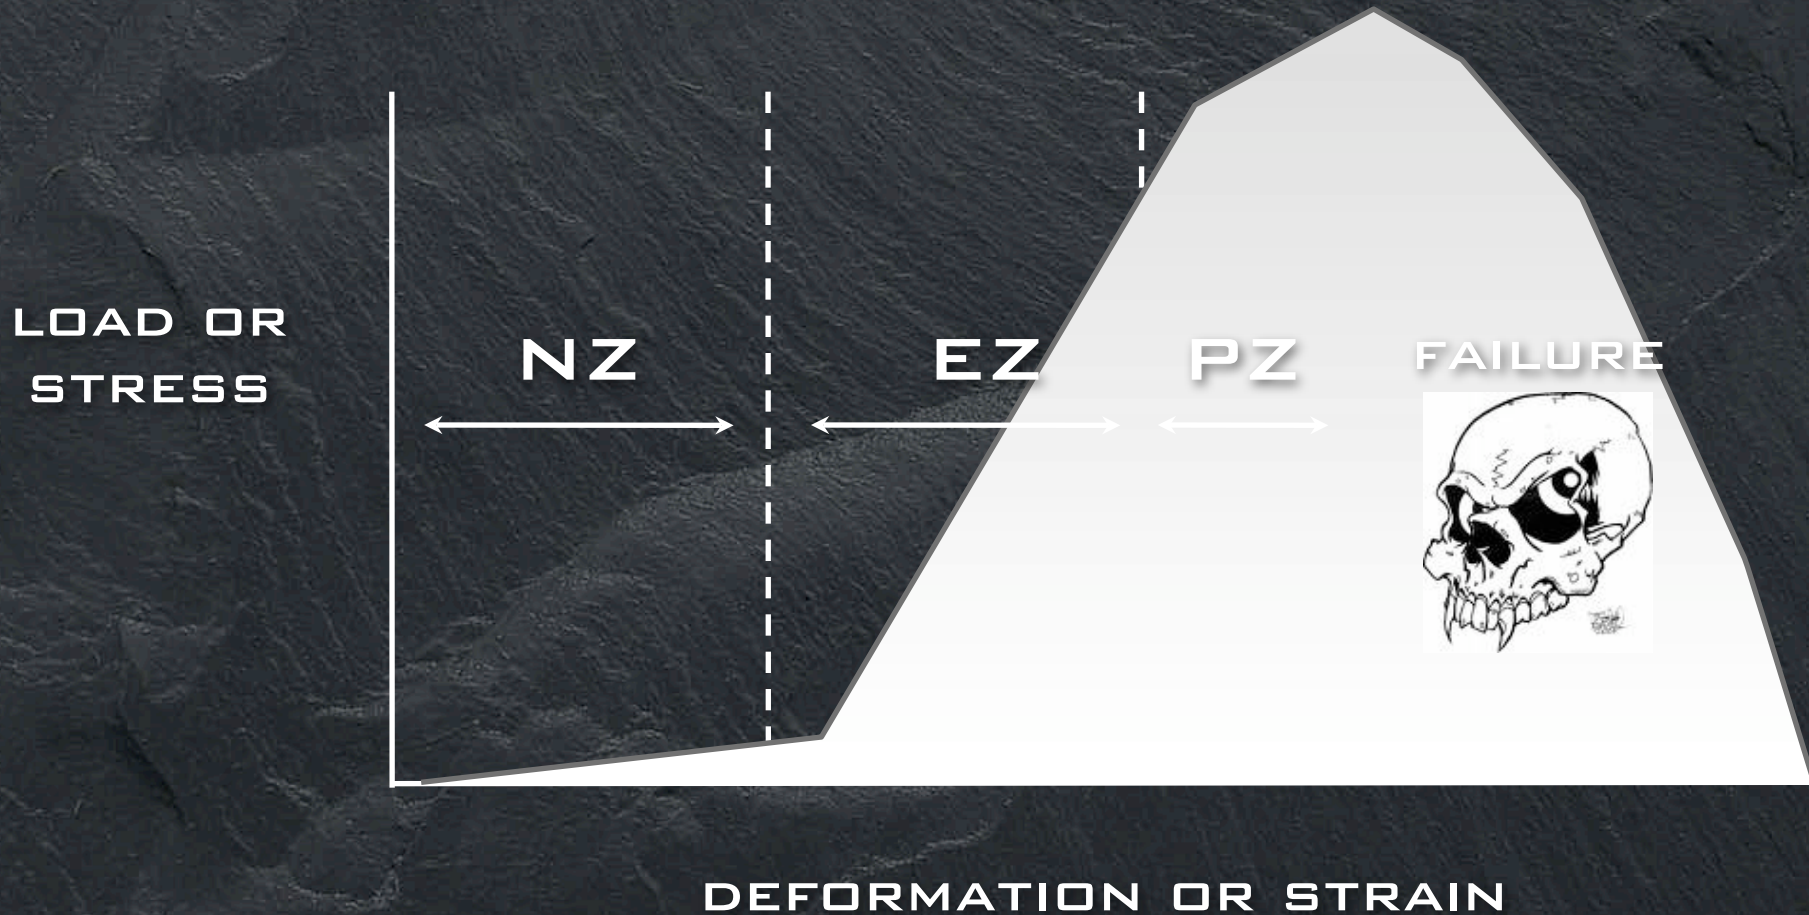 LOAD OR
STRESS
NZ
EZ
PZ
FAILURE
DEFORMATION OR STRAIN